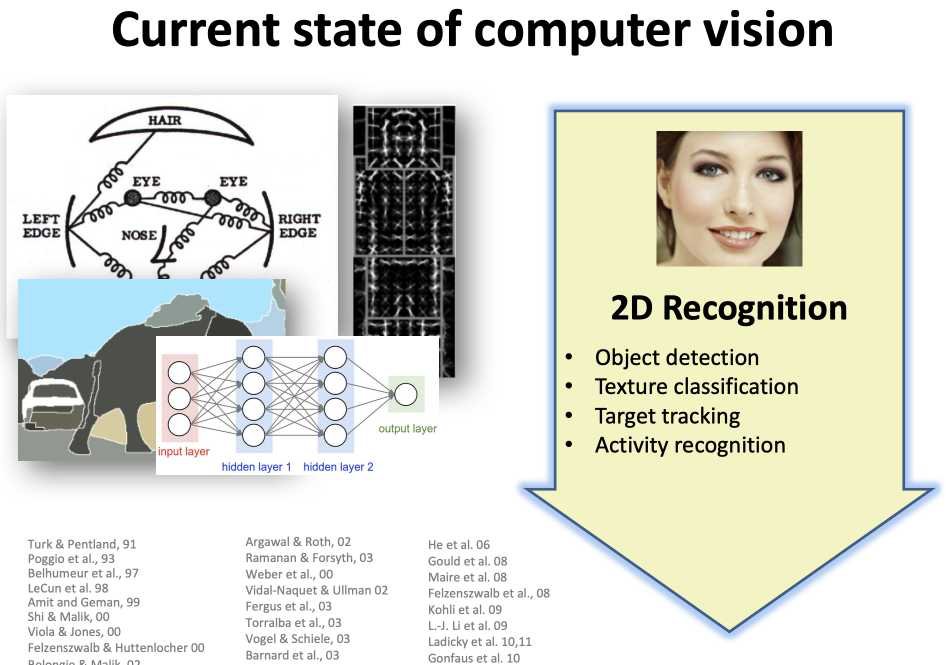 Current state of computer vision
HAIR
EYE
EYE
LEFT
EDGE
NOSE
RIGHT
EDGE
input layer
hidden layer 1
hidden layer 2
output layer
2D Recognition
• Object detection
• Texture classification
• Target tracking
• Activity recognition
Turk & Pentland, 91
Poggio et al., 93
Belhumeur et al., 97
LeCun et al. 98
Amit and Geman, 99
Shi & Malik, 00
Viola & Jones, 00
Felzenszwalb & Huttenlocher 00
Belongie & Malik, 02
Argawal & Roth, 02
Ramanan & Forsyth, 03
Weber et al., 00
Vidal-Naquet & Ullman 02
Fergus et al., 03
Torralba et al., 03
Vogel & Schiele, 03
Barnard et al., 03
He et al. 06
Gould et al. 08
Maire et al. 08
Felzenszwalb et al., 08
Kohli et al. 09
L.-J. Li et al. 09
Ladicky et al. 10,11
Gonfaus et al. 10